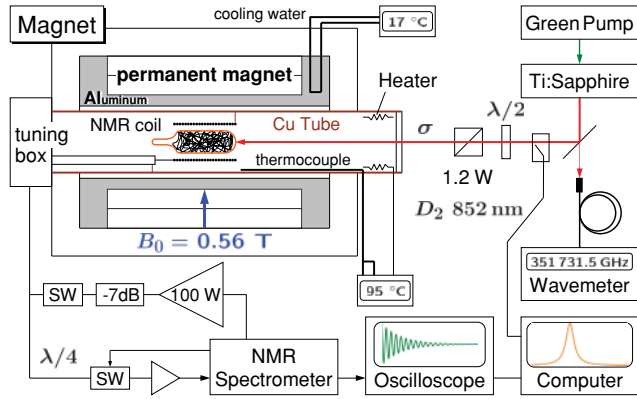 Magnet
cooling water
17 °C
Green Pump
permanent magnet
Aluminum
Heater
Ti:Sapphire
tuning
box
NMR coil
Cu Tube
σ
λ/2
thermocouple
1.2 W
D₂ 852 nm
B₀ = 0.56 T
351 731.5 GHz
Wavemeter
95 °C
SW
-7dB
100 W
λ/4
SW
NMR
Spectrometer
Oscilloscope
Computer